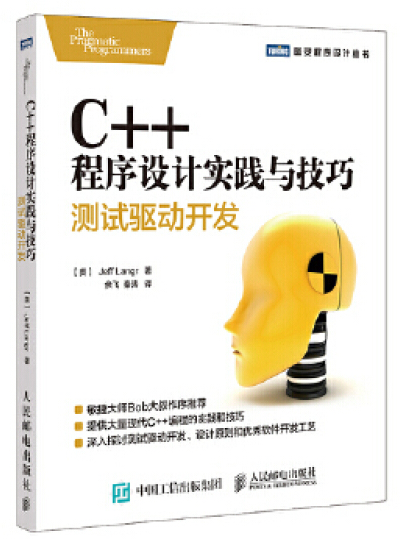 The
Pragmatic
Programmers
TURING
图灵程序设计丛书
C++
程序设计实践与技巧
测试驱动开发
[美] Jeff Langr 著
佘飞 秦涛 译
敏捷大师Bob大叔作序推荐
提供大量现代C++编程的实践和技巧
深入探讨测试驱动开发、设计原则和优秀软件开发工艺
中国工信出版集团
人民邮电出版社
C++程序设计实践与技巧
测试驱动开发
[美] Jeff Langr 著
人民邮电出版社